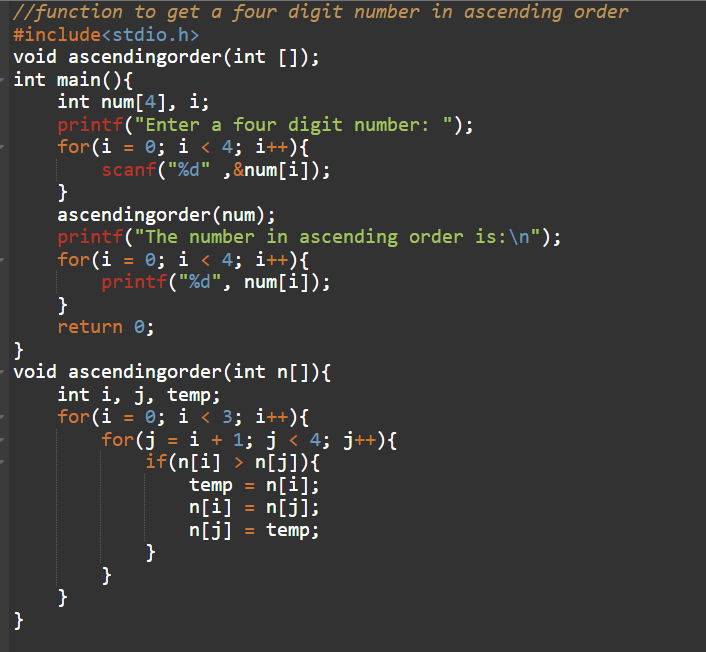 //function to get a four digit number in ascending order
#include<stdio.h>
void ascendingorder(int []);
int main(){
    int num[4], i;
    printf("Enter a four digit number: ");
    for(i = 0; i < 4; i++){
        scanf("%d" ,&num[i]);
    }
    ascendingorder(num);
    printf("The number in ascending order is:\n");
    for(i = 0; i < 4; i++){
        printf("%d", num[i]);
    }
    return 0;
}
void ascendingorder(int n[]){
    int i, j, temp;
    for(i = 0; i < 3; i++){
        for(j = i + 1; j < 4; j++){
            if(n[i] > n[j]){
                temp = n[i];
                n[i] = n[j];
                n[j] = temp;
            }
        }
    }
}